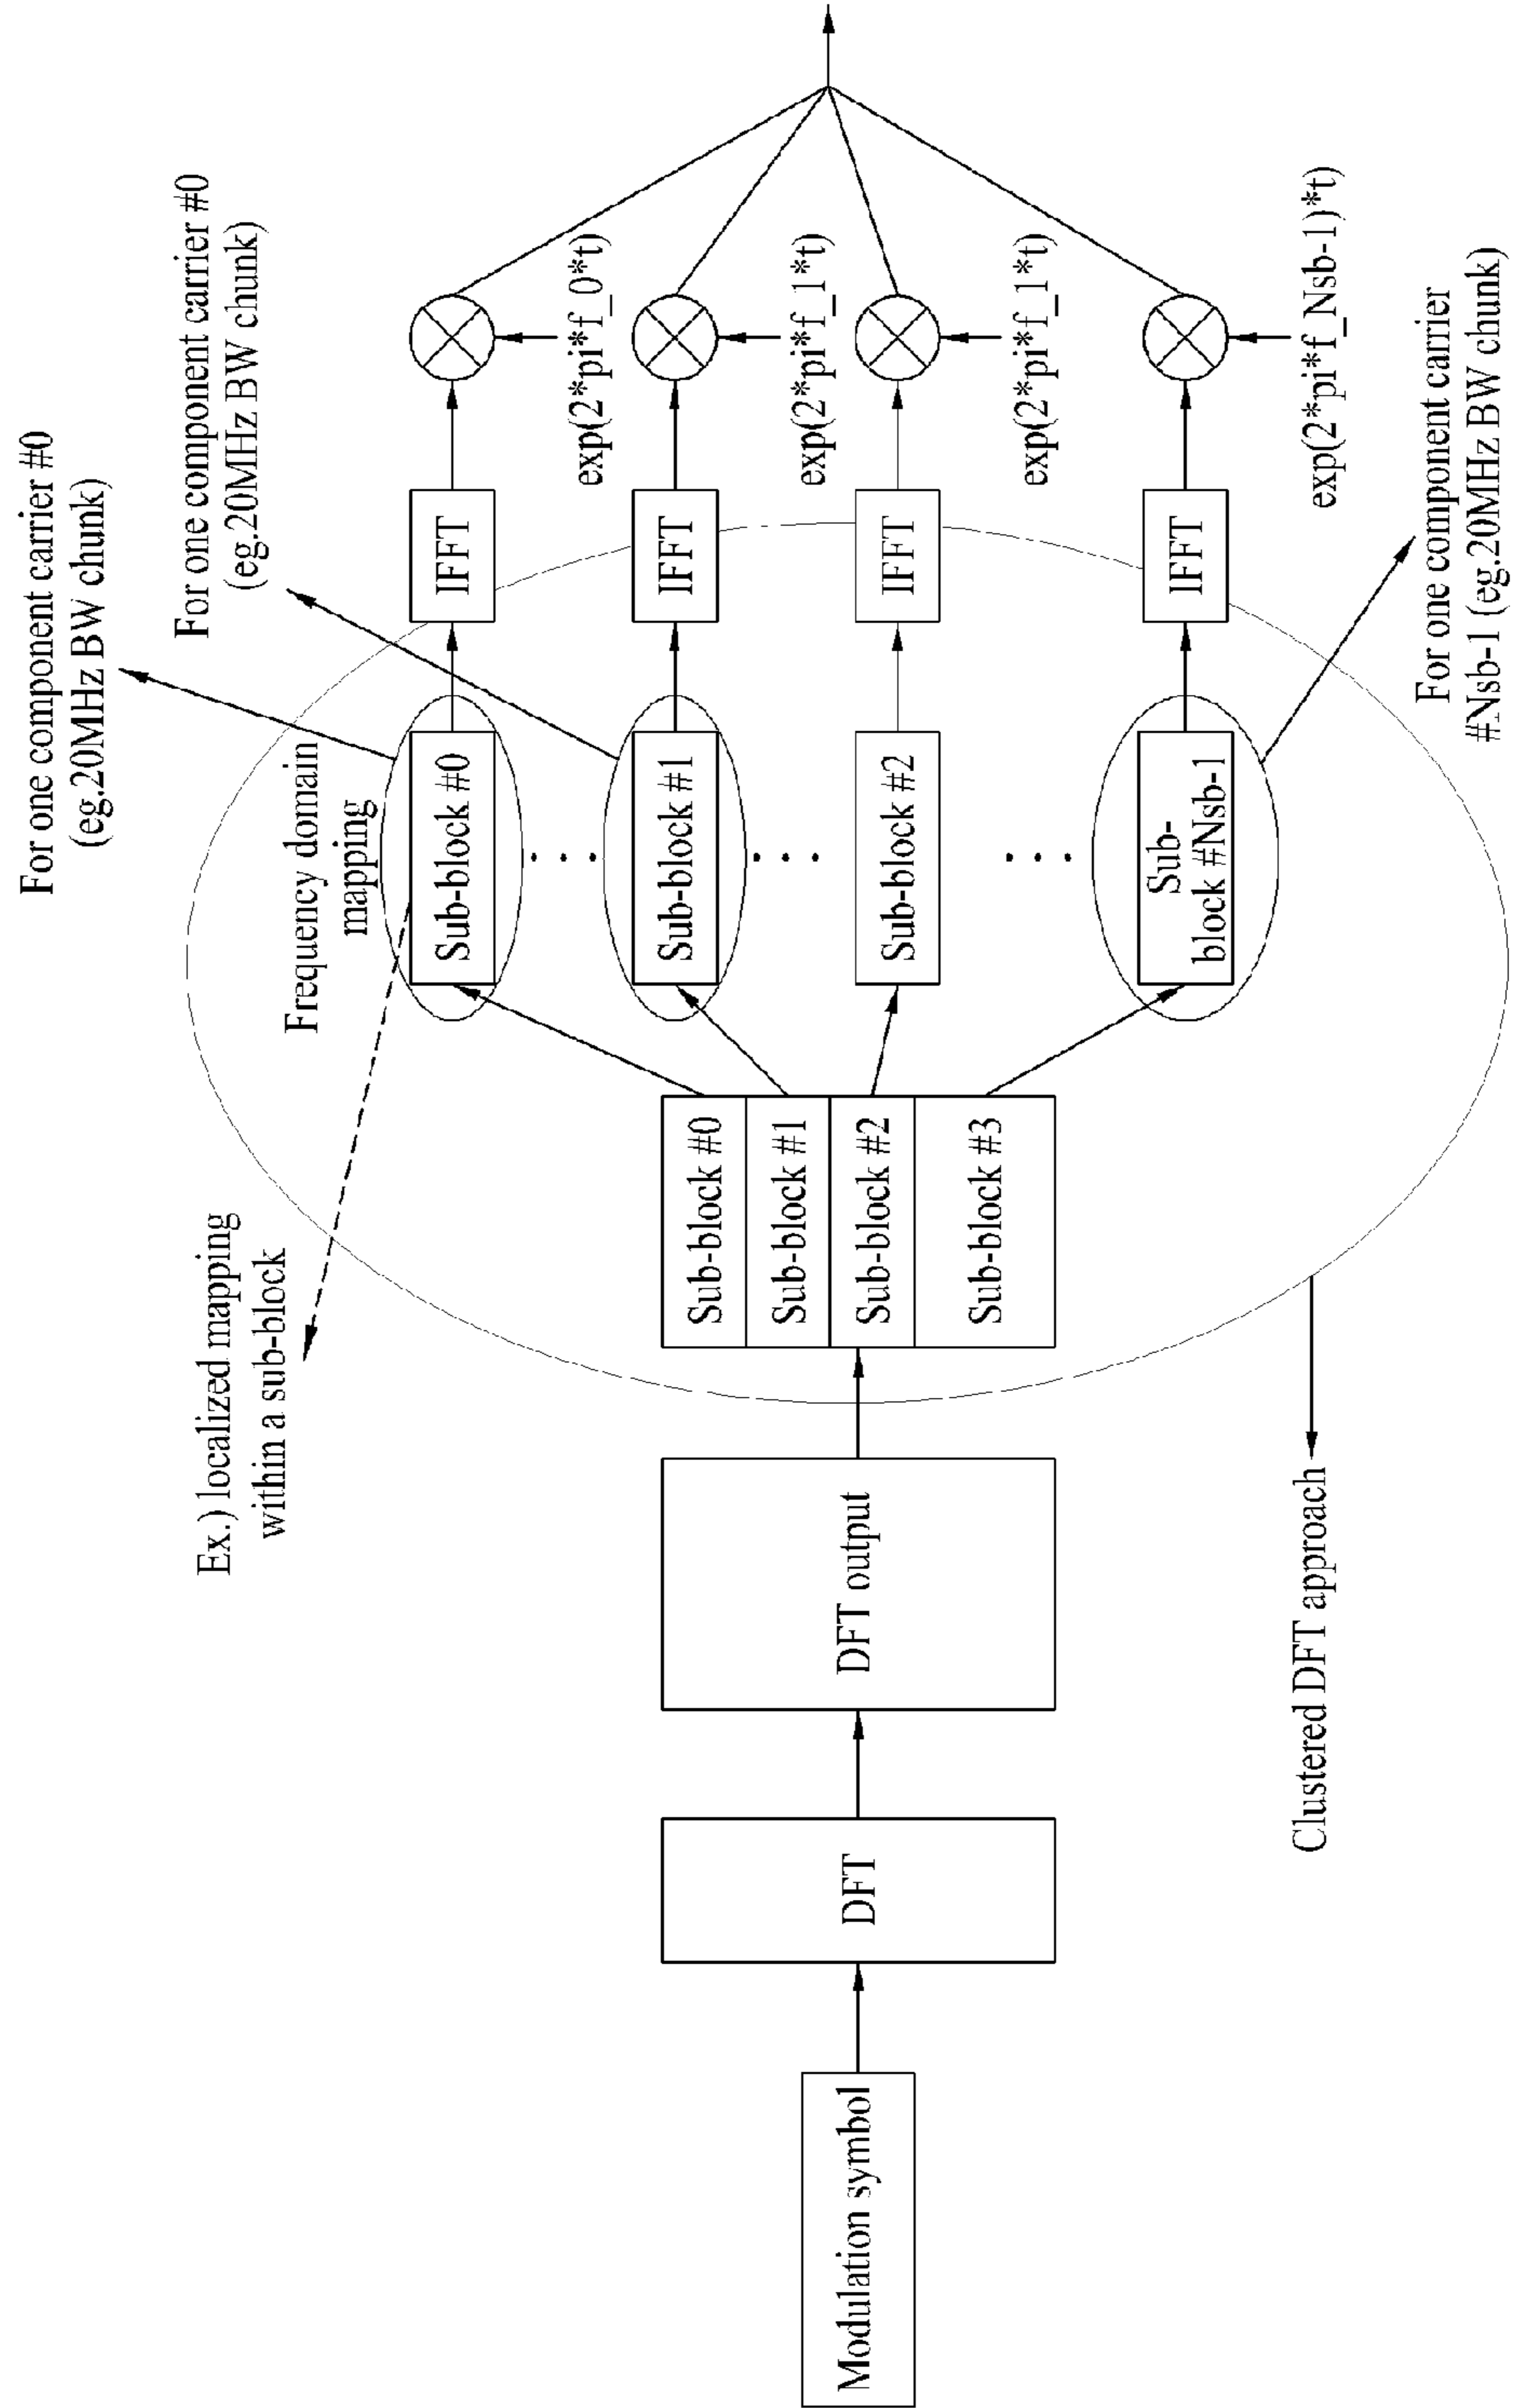 Modulation symbol
DFT
DFT output
Sub-block #0
Sub-block #1
Sub-block #2
Sub-block #3
Ex.) localized mapping
within a sub-block
Clustered DFT approach
Frequency domain
mapping
Sub-block #0
Sub-block #1
Sub-block #2
Sub-
block #Nsb-1
For one component carrier #0
(eg.20MHz BW chunk)
For one component carrier #0
(eg.20MHz BW chunk)
IFFT
IFFT
IFFT
IFFT
exp(2*pi*f_0*t)
exp(2*pi*f_1*t)
exp(2*pi*f_1*t)
exp(2*pi*f_Nsb-1)*t)
For one component carrier
#Nsb-1 (eg.20MHz BW chunk)